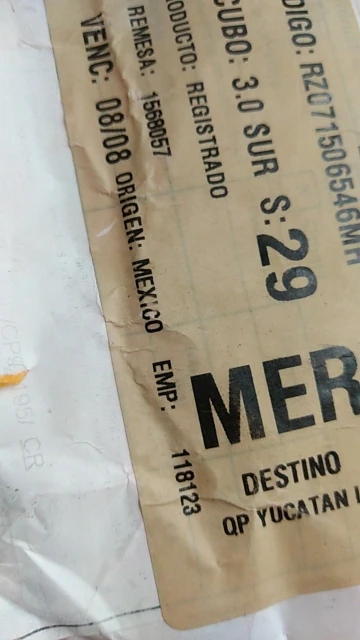 DIGO: RZ071506546MH
CUBO: 3.0 SUR S: 29
ODUCTO: REGISTRADO
REMESA: 1568057
VENC: 08/08 ORIGEN: MEXICO EMP: 118123
MER
DESTINO
QP YUCATAN